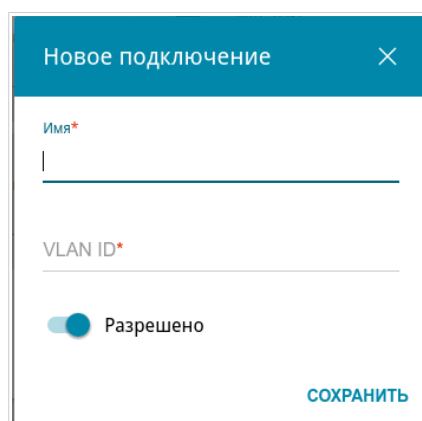 Новое подключение
Имя*
VLAN ID*
Разрешено
СОХРАНИТЬ